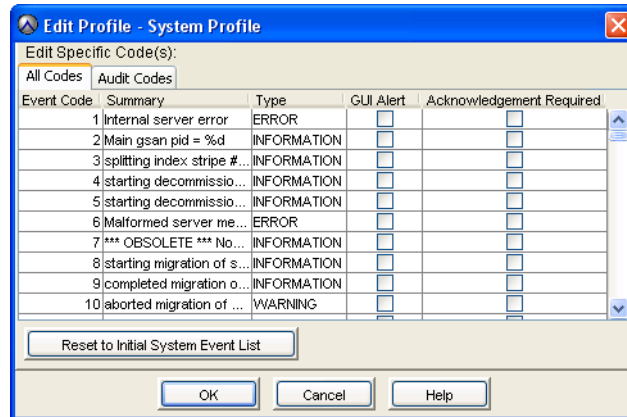 Edit Profile - System Profile
Edit Specific Code(s):
All Codes Audit Codes
Event Code Summary Type GUI Alert Acknowledgement Required
1 Internal server error ERROR
2 Main gsan pid = %d INFORMATION
3 splitting index stripe #... INFORMATION
4 starting decommissio... INFORMATION
5 starting decommissio... INFORMATION
6 Malformed server me... ERROR
7 *** OBSOLETE *** No... INFORMATION
8 starting migration of s... INFORMATION
9 completed migration o... INFORMATION
10 aborted migration of ... WARNING
Reset to Initial System Event List
OK Cancel Help